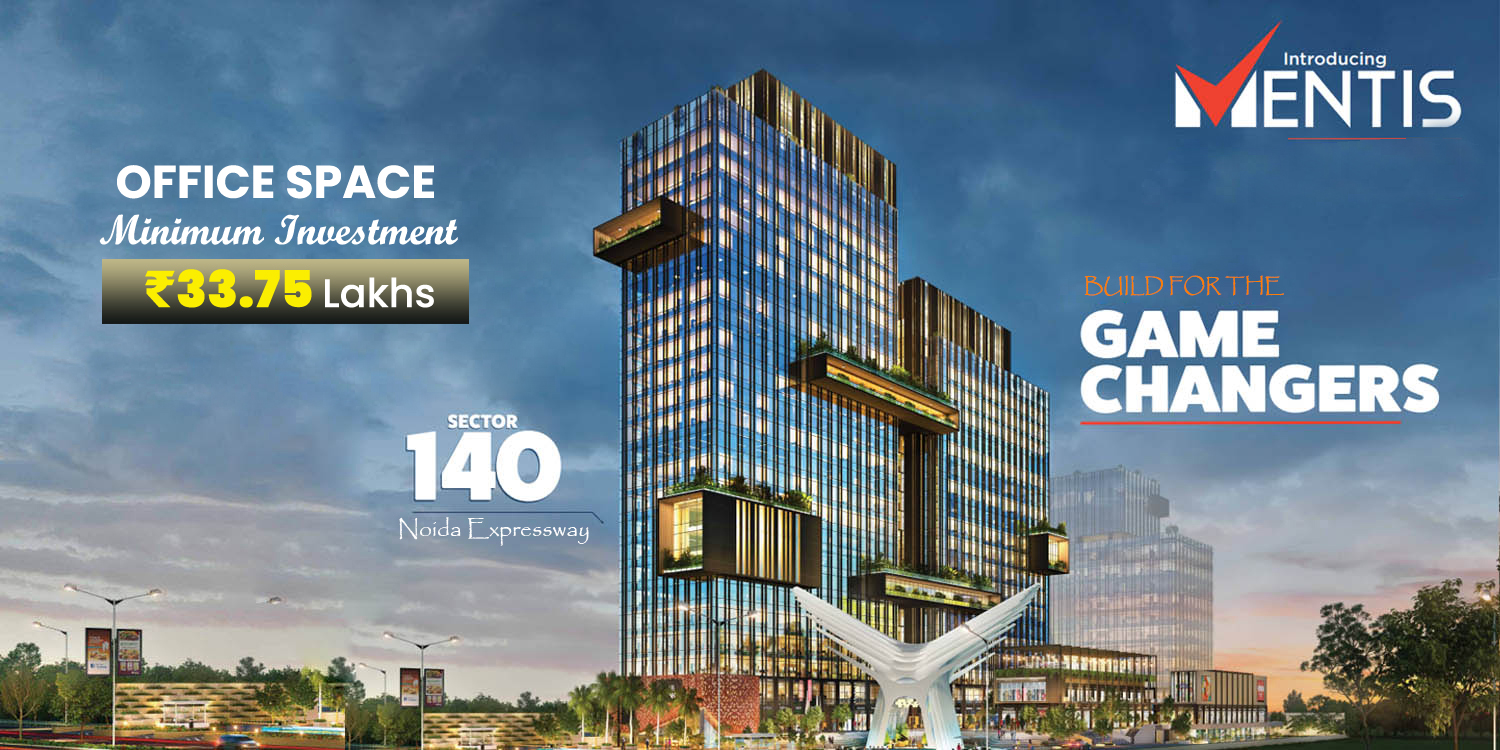 Introducing
MENTIS
OFFICE SPACE
Minimum Investment
₹33.75 Lakhs
BUILD FOR THE
GAME
CHANGERS
SECTOR
140
Noida Expressway